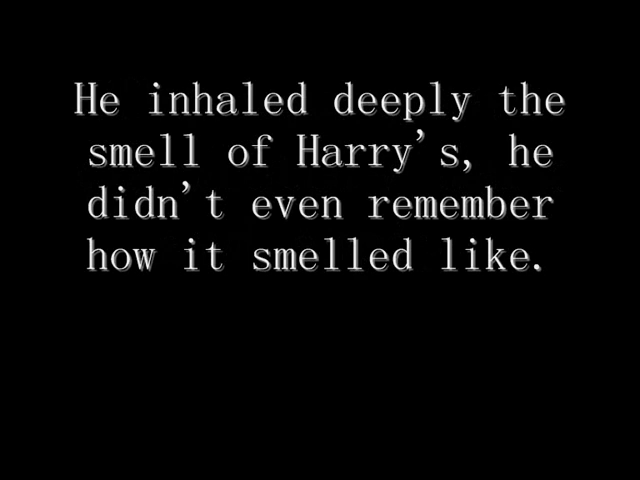 He inhaled deeply the
smell of Harry's, he
didn't even remember
how it smelled like.